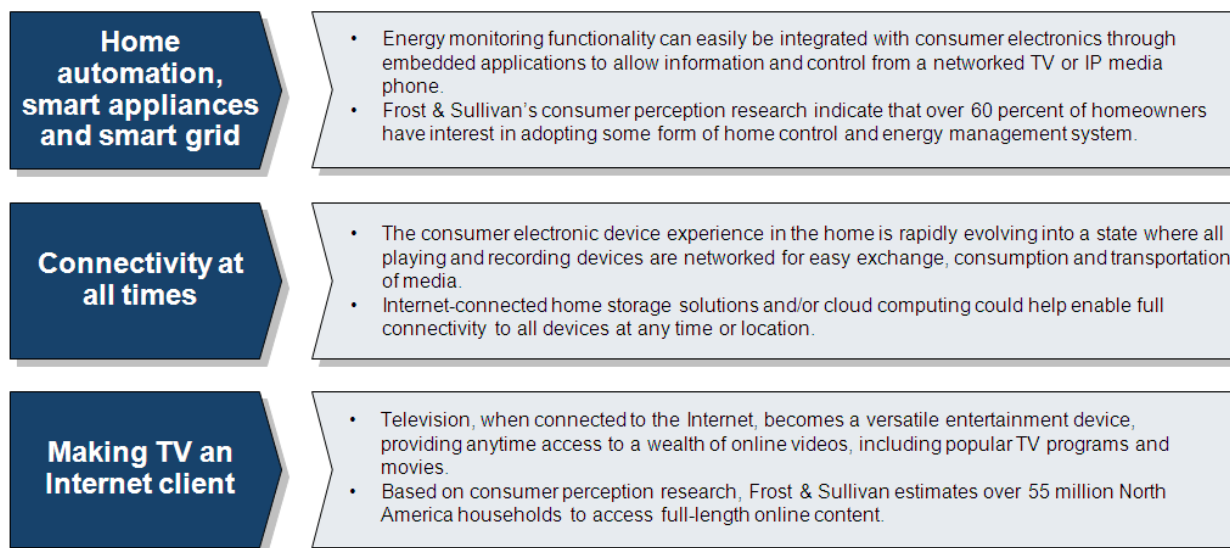 Home
automation,
smart appliances
and smart grid
• Energy monitoring functionality can easily be integrated with consumer electronics through
embedded applications to allow information and control from a networked TV or IP media
phone.
• Frost & Sullivan's consumer perception research indicate that over 60 percent of homeowners
have interest in adopting some form of home control and energy management system.
Connectivity at
all times
• The consumer electronic device experience in the home is rapidly evolving into a state where all
playing and recording devices are networked for easy exchange, consumption and transportation
of media.
• Internet-connected home storage solutions and/or cloud computing could help enable full
connectivity to all devices at any time or location.
Making TV an
Internet client
• Television, when connected to the Internet, becomes a versatile entertainment device,
providing anytime access to a wealth of online videos, including popular TV programs and
movies.
• Based on consumer perception research, Frost & Sullivan estimates over 55 million North
America households to access full-length online content.